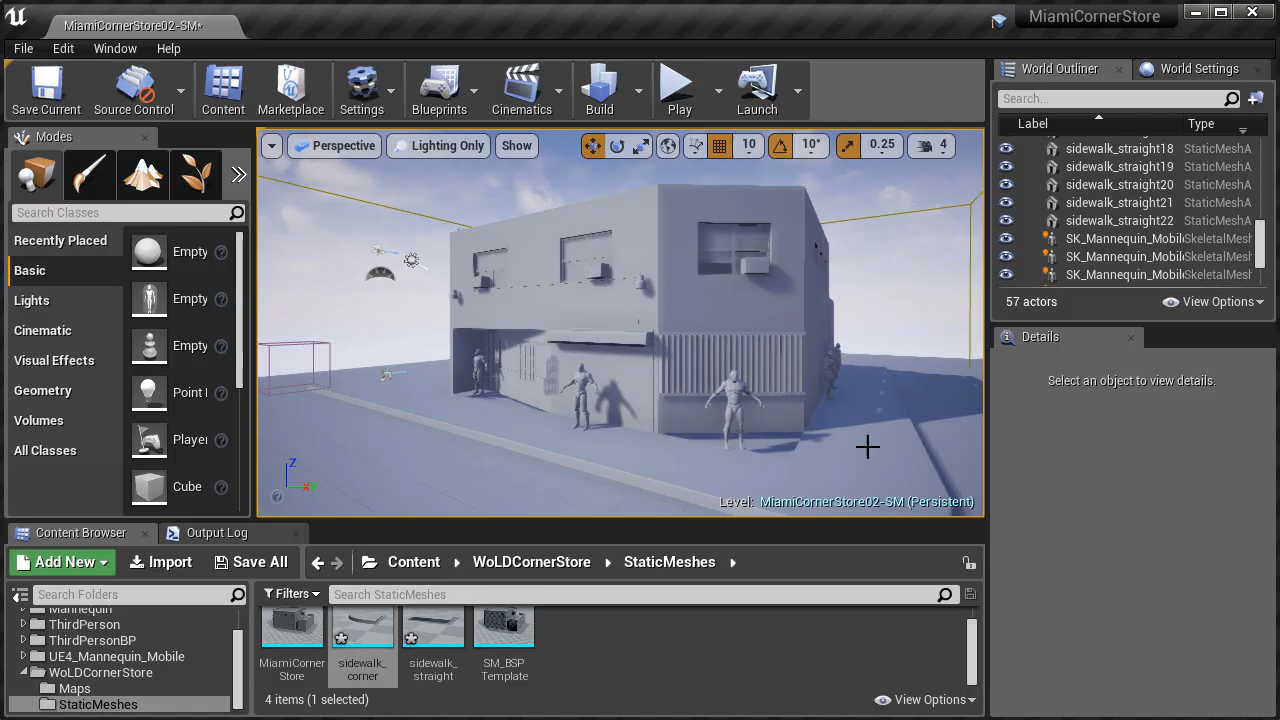 MiamiCornerStore02-SM*
MiamiCornerStore
File Edit Window Help
Save Current Source Control Content Marketplace Settings Blueprints Cinematics Build Play Launch
World Outliner World Settings
Search...
Label Type
sidewalk_straight18 StaticMeshA
sidewalk_straight19 StaticMeshA
sidewalk_straight20 StaticMeshA
sidewalk_straight21 StaticMeshA
sidewalk_straight22 StaticMeshA
SK_Mannequin_Mobile SkeletalMesh
SK_Mannequin_Mobile SkeletalMesh
SK_Mannequin_Mobile SkeletalMesh
57 actors View Options
Modes
Search Classes
Recently Placed
Basic
Lights
Cinematic
Visual Effects
Geometry
Volumes
All Classes
Empty
Empty
Empty
Point
Player
Cube
Perspective Lighting Only Show 10 10° 0.25 4
Z
X Y
Level: MiamiCornerStore02-SM (Persistent)
Details
Select an object to view details.
Content Browser Output Log
Add New Import Save All Content WoLDCornerStore StaticMeshes
Search Folders
Mannequin
ThirdPerson
ThirdPersonBP
UE4_Mannequin_Mobile
WoLDCornerStore
Maps
StaticMeshes
Filters Search StaticMeshes
MiamiCorner
Store
sidewalk_
corner
sidewalk_
straight
SM_BSP
Template
4 items (1 selected) View Options